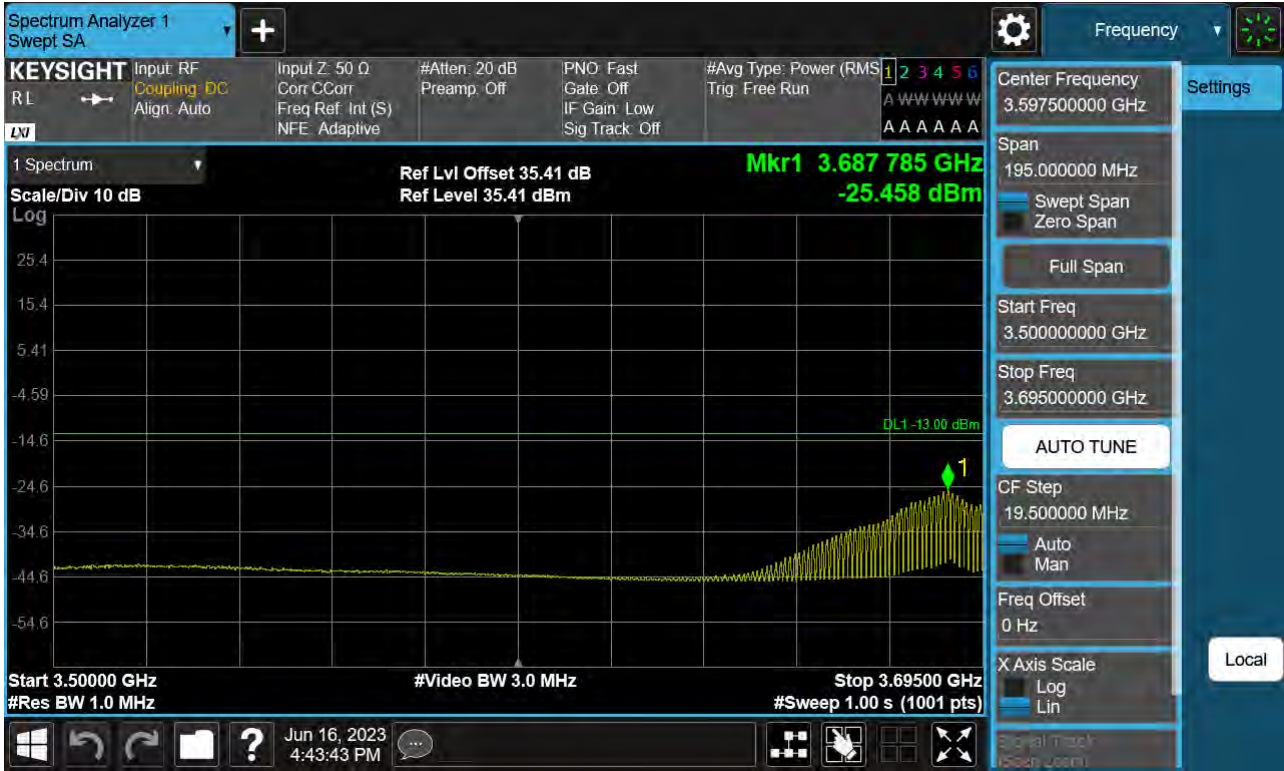 Spectrum Analyzer 1
Swept SA
+
Frequency
KEYSIGHT
RL
LXI
Input: RF
Coupling: DC
Align: Auto
Input Z: 50 Ω
Corr CCorr
Freq Ref: Int (S)
NFE: Adaptive
#Atten: 20 dB
Preamp: Off
PNO: Fast
Gate: Off
IF Gain: Low
Sig Track: Off
#Avg Type: Power (RMS
Trig: Free Run
1 2 3 4 5 6
A W W W W W
A A A A A A
1 Spectrum
Scale/Div 10 dB
Log
Ref Lvl Offset 35.41 dB
Ref Level 35.41 dBm
Mkr1 3.687 785 GHz
-25.458 dBm
25.4
15.4
5.41
-4.59
-14.6
-24.6
-34.6
-44.6
-54.6
DL1 -13.00 dBm
1
Start 3.50000 GHz
#Res BW 1.0 MHz
#Video BW 3.0 MHz
Stop 3.69500 GHz
#Sweep 1.00 s (1001 pts)
Center Frequency
3.597500000 GHz
Span
195.000000 MHz
Swept Span
Zero Span
Full Span
Start Freq
3.500000000 GHz
Stop Freq
3.695000000 GHz
AUTO TUNE
CF Step
19.500000 MHz
Auto
Man
Freq Offset
0 Hz
X Axis Scale
Log
Lin
Signal Track
(Span Zoom)
Settings
Local
?
Jun 16, 2023
4:43:43 PM